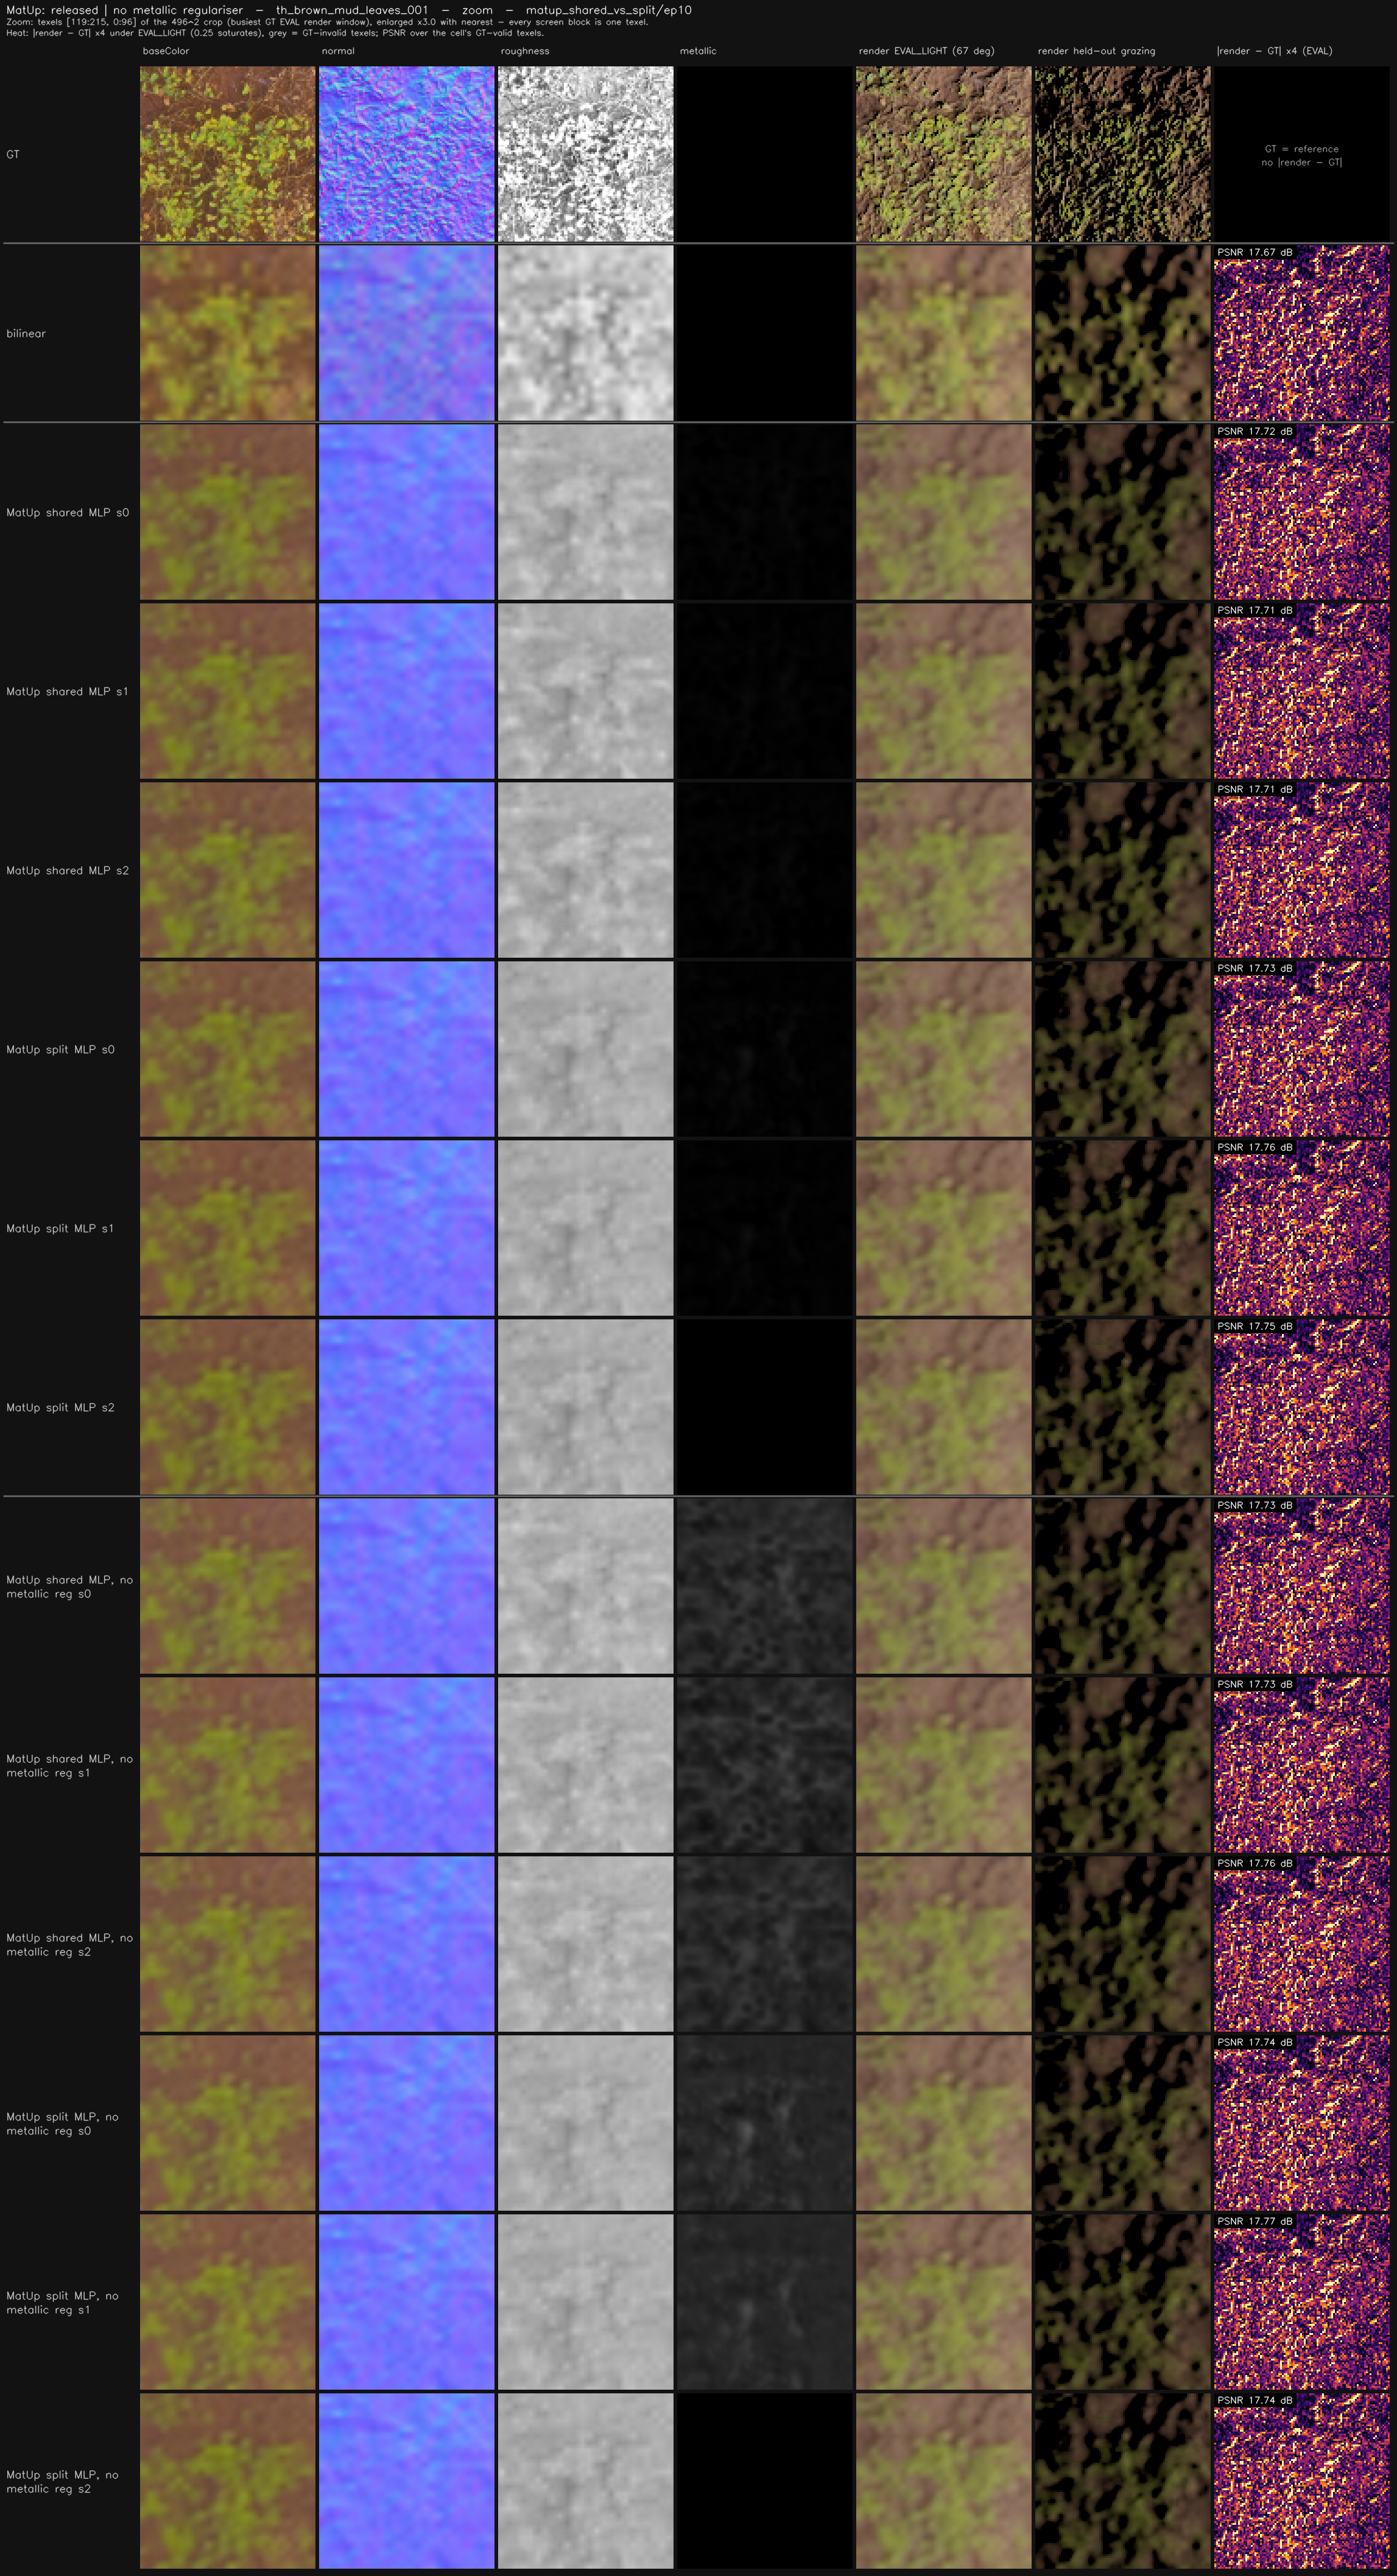 MatUp: released | no metallic regulariser — th_brown_mud_leaves_001 — zoom — matup_shared_vs_split/ep10
Zoom: texels [119:215, 0:96] of the 496^2 crop (busiest GT EVAL render window), enlarged x3.0 with nearest — every screen block is one texel.
Heat: |render — GT| x4 under EVAL_LIGHT (0.25 saturates), grey = GT-invalid texels; PSNR over the cell's GT-valid texels.
baseColor normal roughness metallic render EVAL_LIGHT (67 deg) render held-out grazing |render — GT| x4 (EVAL)
GT
GT = reference
no |render — GT|
PSNR 17.67 dB
bilinear
PSNR 17.72 dB
MatUp shared MLP s0
PSNR 17.71 dB
MatUp shared MLP s1
PSNR 17.71 dB
MatUp shared MLP s2
PSNR 17.73 dB
MatUp split MLP s0
PSNR 17.76 dB
MatUp split MLP s1
PSNR 17.75 dB
MatUp split MLP s2
PSNR 17.73 dB
MatUp shared MLP, no
metallic reg s0
PSNR 17.73 dB
MatUp shared MLP, no
metallic reg s1
PSNR 17.76 dB
MatUp shared MLP, no
metallic reg s2
PSNR 17.74 dB
MatUp split MLP, no
metallic reg s0
PSNR 17.77 dB
MatUp split MLP, no
metallic reg s1
PSNR 17.74 dB
MatUp split MLP, no
metallic reg s2